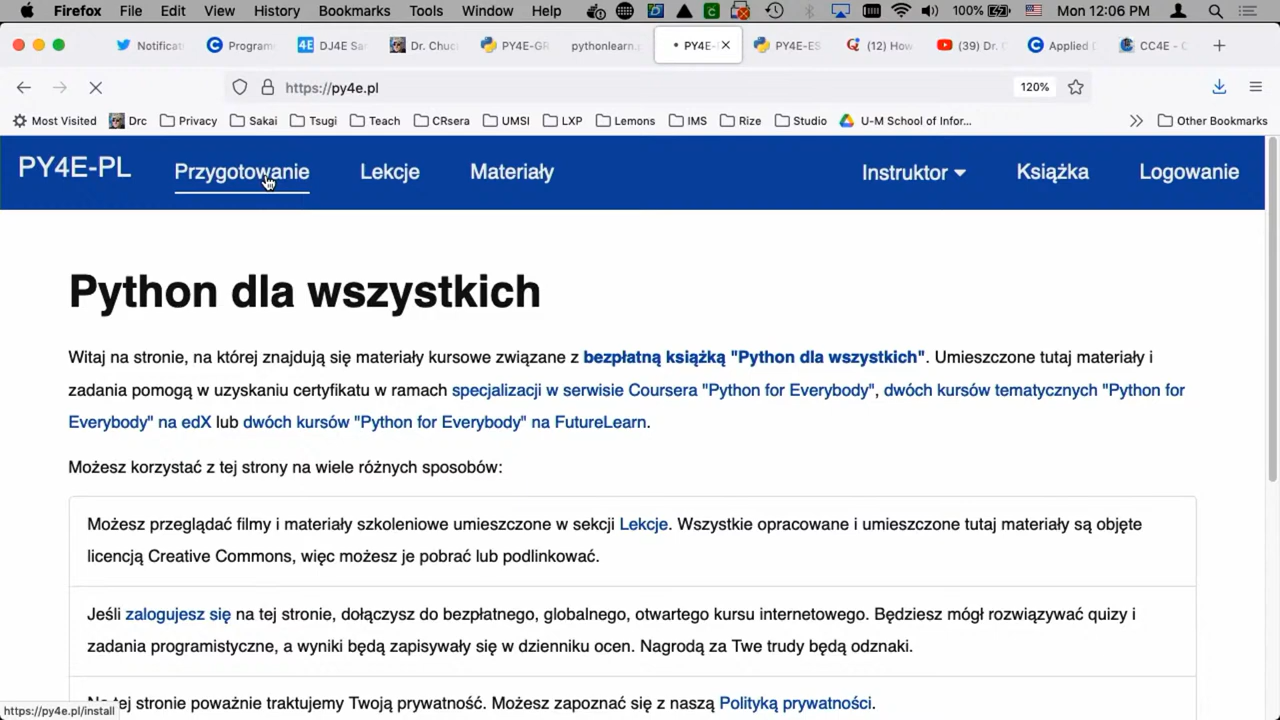 Firefox File Edit View History Bookmarks Tools Window Help 100% Mon 12:06 PM
Notificat Program 4E DJ4E Sa Dr. Chuc PY4E-GR pythonlearn. PY4E- PY4E-ES (12) How (39) Dr. C Applied D CC4E - C
https://py4e.pl 120%
Most Visited Drc Privacy Sakai Tsugi Teach CRsera UMSI LXP Lemons IMS Rize Studio U-M School of Infor... Other Bookmarks
PY4E-PL Przygotowanie Lekcje Materiały Instruktor Książka Logowanie
Python dla wszystkich
Witaj na stronie, na której znajdują się materiały kursowe związane z bezpłatną książką "Python dla wszystkich". Umieszczone tutaj materiały i
zadania pomogą w uzyskaniu certyfikatu w ramach specjalizacji w serwisie Coursera "Python for Everybody", dwóch kursów tematycznych "Python for
Everybody" na edX lub dwóch kursów "Python for Everybody" na FutureLearn.
Możesz korzystać z tej strony na wiele różnych sposobów:
Możesz przeglądać filmy i materiały szkoleniowe umieszczone w sekcji Lekcje. Wszystkie opracowane i umieszczone tutaj materiały są objęte
licencją Creative Commons, więc możesz je pobrać lub podlinkować.
Jeśli zalogujesz się na tej stronie, dołączysz do bezpłatnego, globalnego, otwartego kursu internetowego. Będziesz mógł rozwiązywać quizy i
zadania programistyczne, a wyniki będą zapisywały się w dzienniku ocen. Nagrodą za Twe trudy będą odznaki.
Na tej stronie poważnie traktujemy Twoją prywatność. Możesz zapoznać się z naszą Polityką prywatności.
https://py4e.pl/install